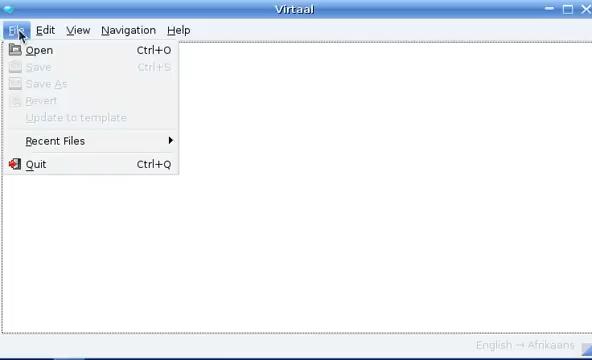 Virtaal
File Edit View Navigation Help
Open Ctrl+O
Save Ctrl+S
Save As
Revert
Update to template
Recent Files
Quit Ctrl+Q
English → Afrikaans